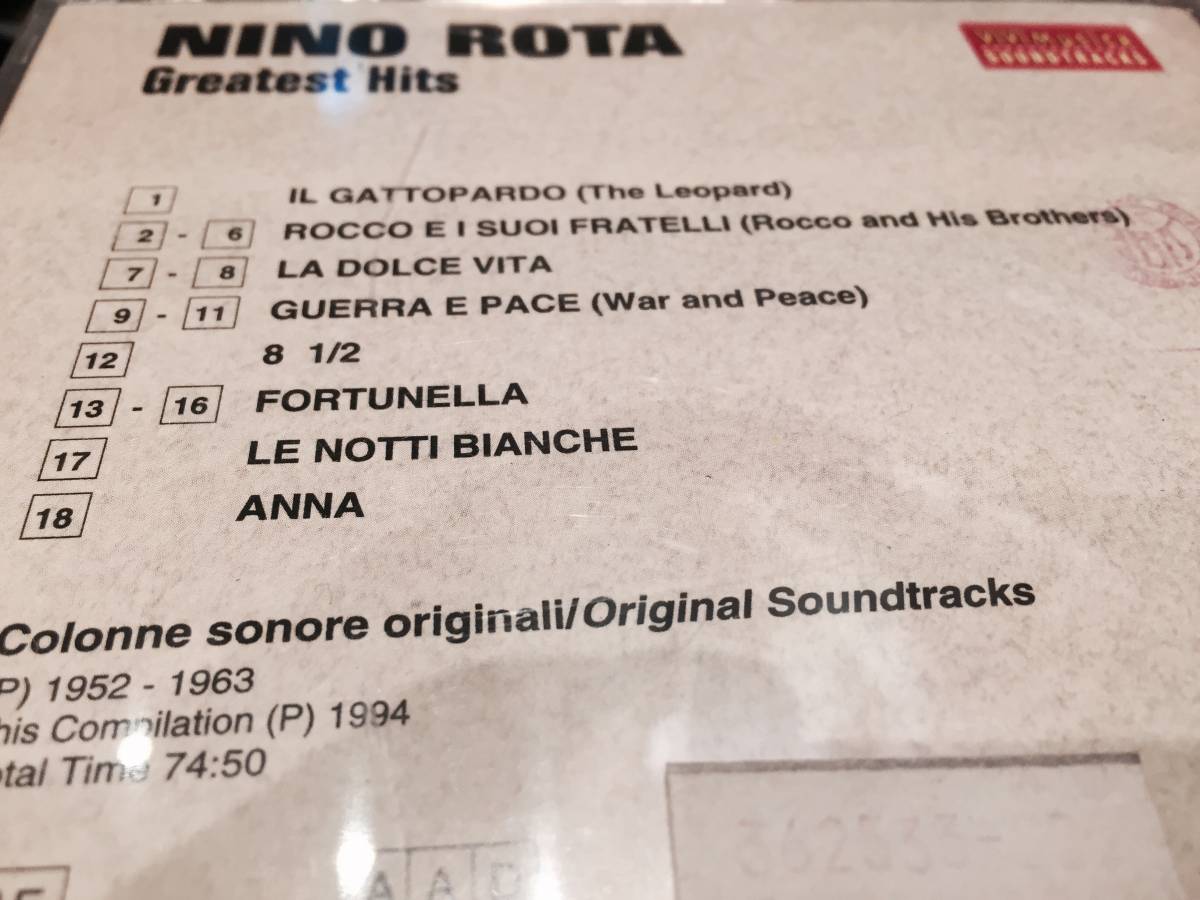 NINO ROTA
Greatest Hits
VIVIMUSICA
SOUNDTRACKS
1 IL GATTOPARDO (The Leopard)
2 - 6 ROCCO E I SUOI FRATELLI (Rocco and His Brothers)
7 - 8 LA DOLCE VITA
9 - 11 GUERRA E PACE (War and Peace)
12 8 1/2
13 - 16 FORTUNELLA
17 LE NOTTI BIANCHE
18 ANNA
Colonne sonore originali/Original Soundtracks
P) 1952 - 1963
his Compilation (P) 1994
otal Time 74:50
A A D